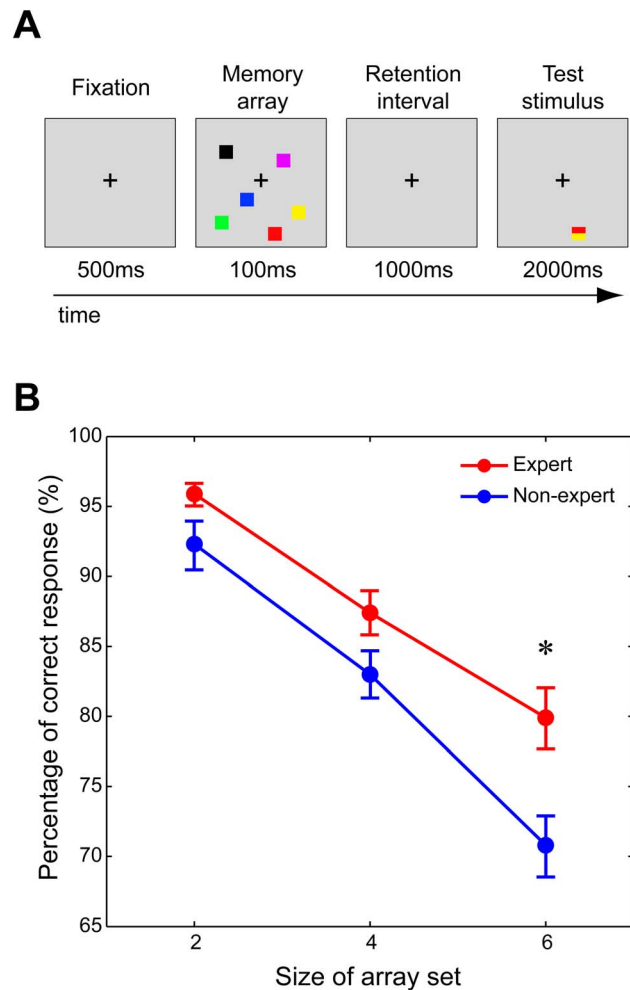 A
Fixation
Memory
array
Retention
interval
Test
stimulus
500ms
100ms
1000ms
2000ms
time
B
Percentage of correct response (%)
100
95
90
85
80
75
70
65
Expert
Non-expert
*
2
4
6
Size of array set